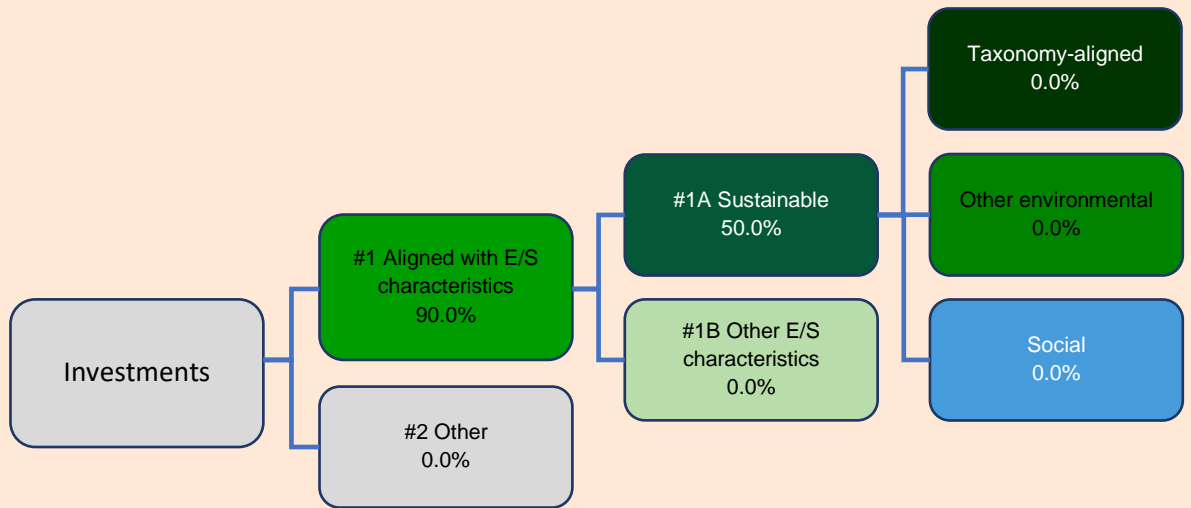 Investments
#1 Aligned with E/S
characteristics
90.0%
#2 Other
0.0%
#1A Sustainable
50.0%
#1B Other E/S
characteristics
0.0%
Taxonomy-aligned
0.0%
Other environmental
0.0%
Social
0.0%